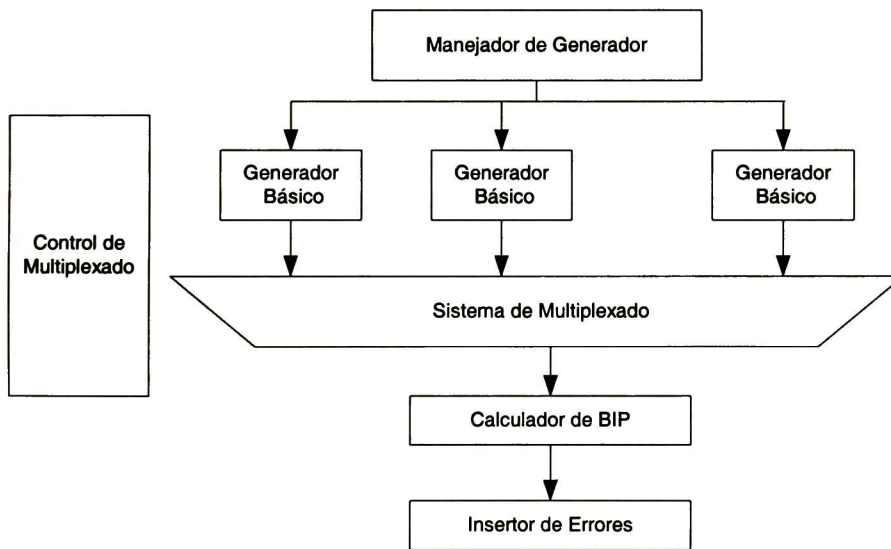 Manejador de Generador
Generador
Básico
Generador
Básico
Generador
Básico
Control de
Multiplexado
Sistema de Multiplexado
Calculador de BIP
Insertor de Errores